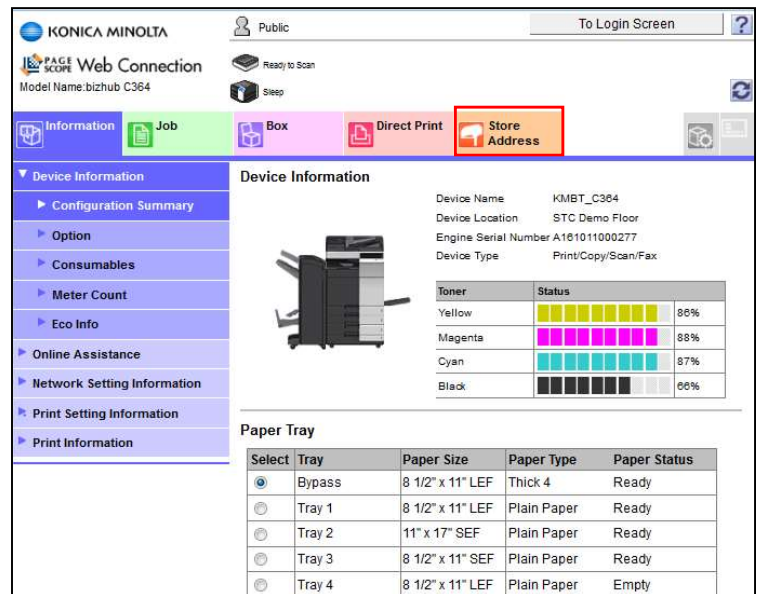 KONICA MINOLTA
Public
To Login Screen
?
PAGE SCOPE Web Connection
Ready to Scan
Model Name:bizhub C364
Sleep
Information
Job
Box
Direct Print
Store Address
Device Information
Configuration Summary
Option
Consumables
Meter Count
Eco Info
Online Assistance
Network Setting Information
Print Setting Information
Print Information
Device Information
Device Name KMBT_C364
Device Location STC Demo Floor
Engine Serial Number A161011000277
Device Type Print/Copy/Scan/Fax
Toner Status
Yellow 86%
Magenta 88%
Cyan 87%
Black 66%
Paper Tray
Select Tray Paper Size Paper Type Paper Status
Bypass 8 1/2" x 11" LEF Thick 4 Ready
Tray 1 8 1/2" x 11" LEF Plain Paper Ready
Tray 2 11" x 17" SEF Plain Paper Ready
Tray 3 8 1/2" x 11" SEF Plain Paper Ready
Tray 4 8 1/2" x 11" LEF Plain Paper Empty